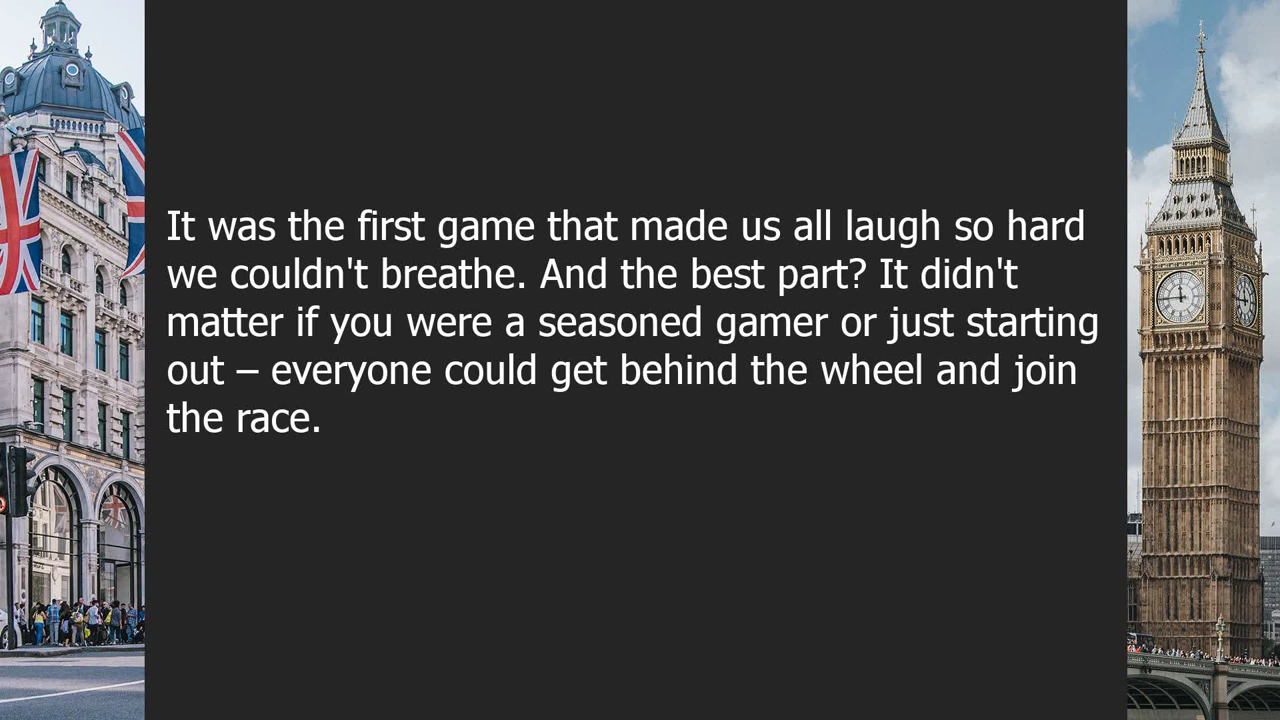 It was the first game that made us all laugh so hard
we couldn't breathe. And the best part? It didn't
matter if you were a seasoned gamer or just starting
out – everyone could get behind the wheel and join
the race.